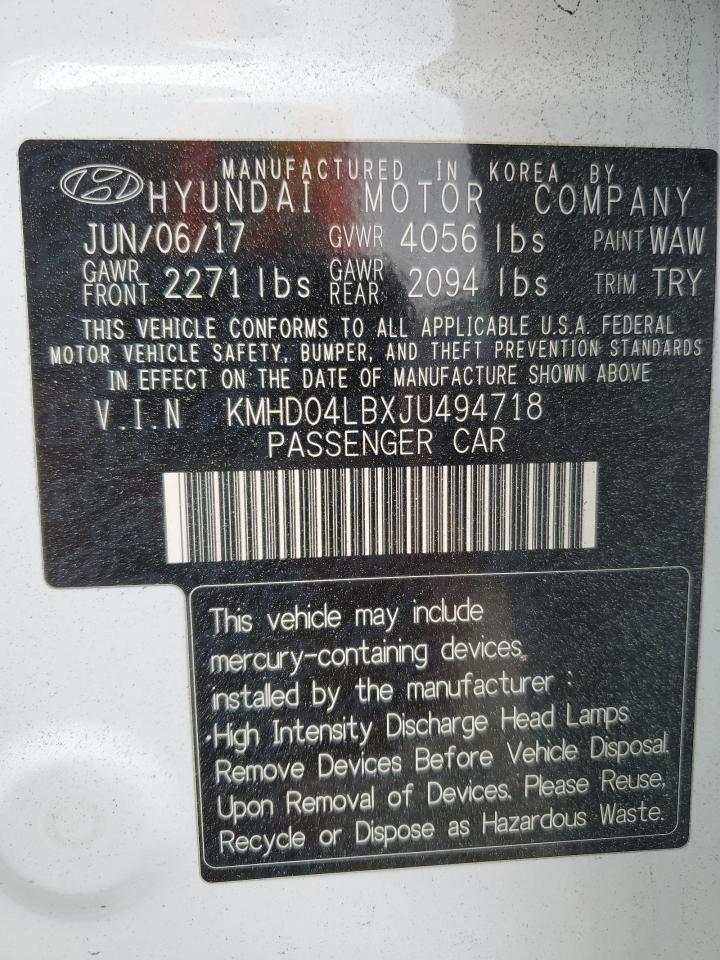 MANUFACTURED IN KOREA BY
HYUNDAI MOTOR COMPANY
JUN/06/17 GVWR 4056 lbs PAINT WAW
GAWR FRONT 2271 lbs GAWR REAR 2094 lbs TRIM TRY
THIS VEHICLE CONFORMS TO ALL APPLICABLE U.S.A. FEDERAL
MOTOR VEHICLE SAFETY, BUMPER, AND THEFT PREVENTION STANDARDS
IN EFFECT ON THE DATE OF MANUFACTURE SHOWN ABOVE
V.I.N KMHD04LBXJU494718
PASSENGER CAR
This vehicle may include
mercury-containing devices
installed by the manufacturer :
·High Intensity Discharge Head Lamps
Remove Devices Before Vehicle Disposal.
Upon Removal of Devices. Please Reuse,
Recycle or Dispose as Hazardous Waste.